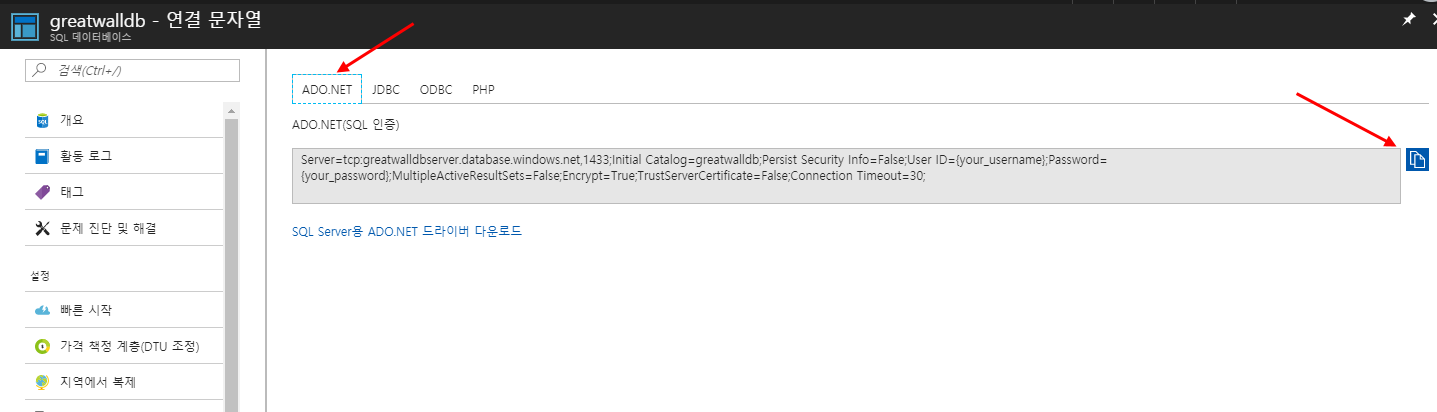 greatwalldb - 연결 문자열
SQL 데이터베이스
검색(Ctrl+/)
개요
활동 로그
태그
문제 진단 및 해결
설정
빠른 시작
가격 책정 계층(DTU 조정)
지역에서 복제
ADO.NET JDBC ODBC PHP
ADO.NET(SQL 인증)
Server=tcp:greatwalldbserver.database.windows.net,1433;Initial Catalog=greatwalldb;Persist Security Info=False;User ID={your_username};Password=
{your_password};MultipleActiveResultSets=False;Encrypt=True;TrustServerCertificate=False;Connection Timeout=30;
SQL Server용 ADO.NET 드라이버 다운로드